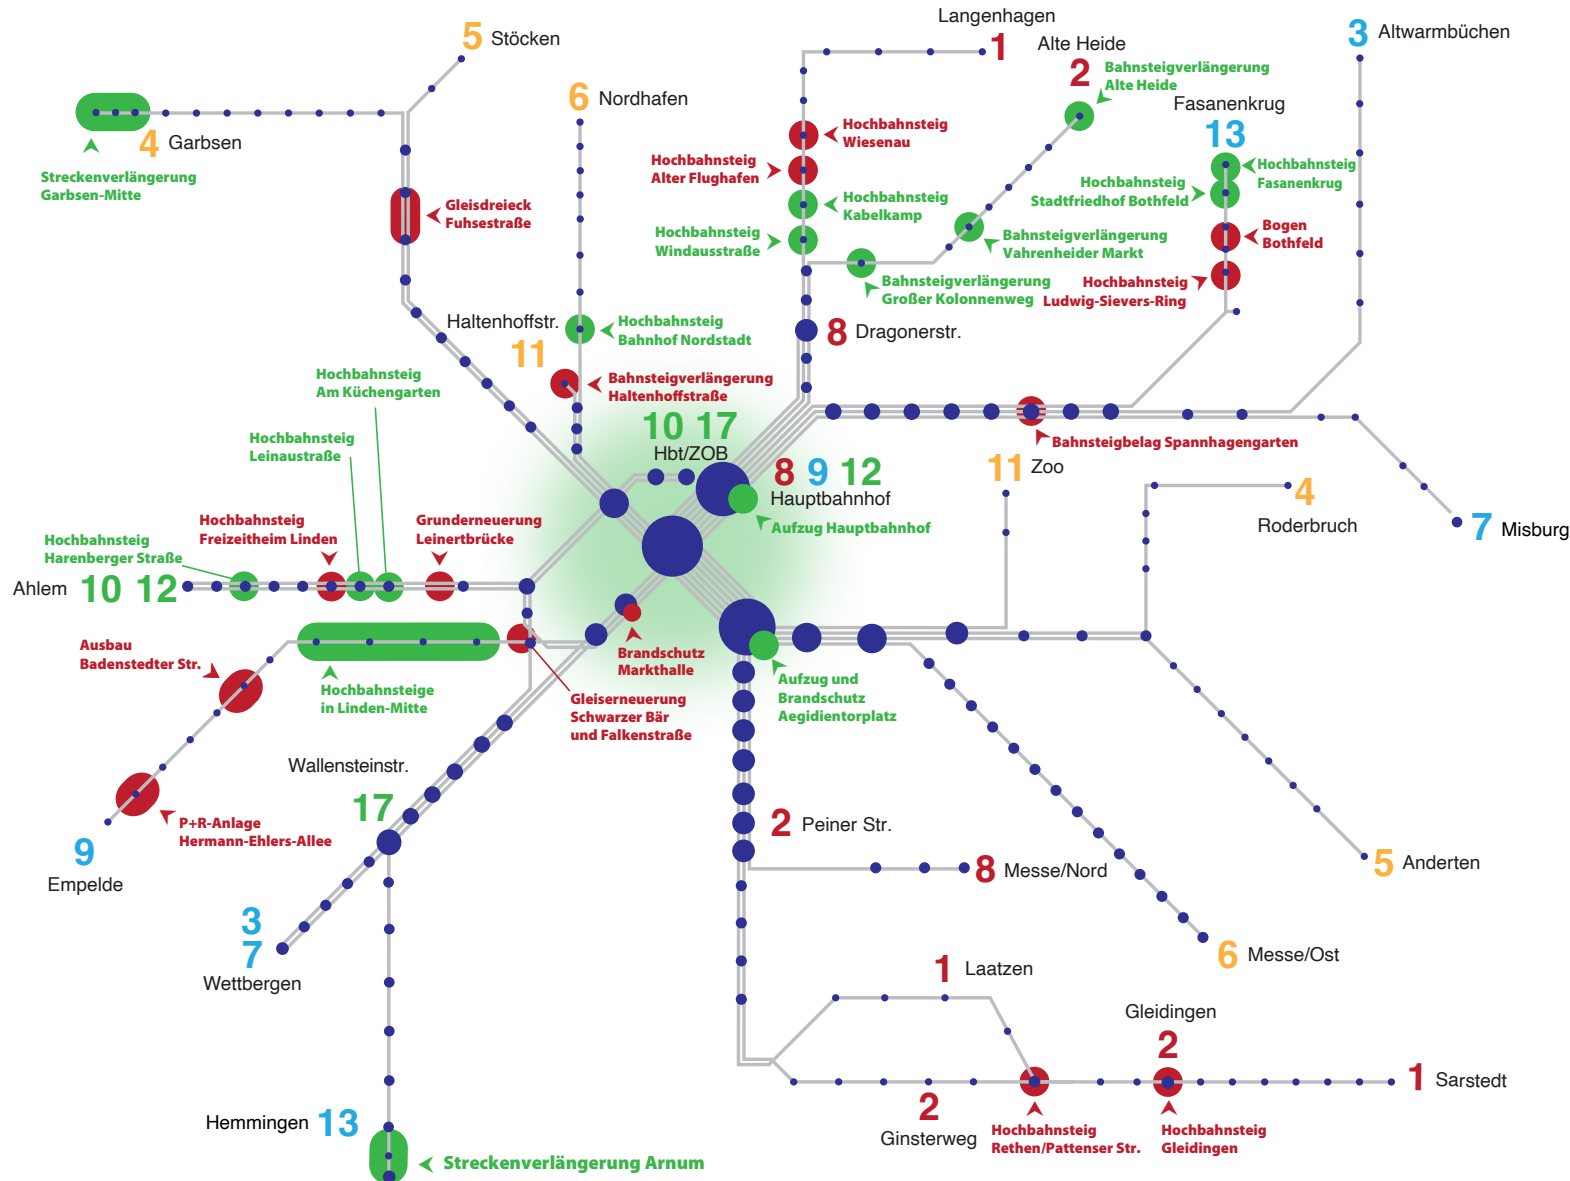 Langenhagen
1
5 Stöcken
Alte Heide
2
3 Altwarmbüchen
Bahnsteigverlängerung
Alte Heide
6 Nordhafen
Fasanenkrug
13
4 Garbsen
Hochbahnsteig
Wiesenau
Hochbahnsteig
Alter Flughafen
Streckenverlängerung
Garbsen-Mitte
Hochbahnsteig
Fasanenkrug
Hochbahnsteig
Stadtfriedhof Bothfeld
Gleisdreieck
Fuhsestraße
Hochbahnsteig
Kabelkamp
Hochbahnsteig
Windausstraße
Bahnsteigverlängerung
Vahrenheider Markt
Bogen
Bothfeld
Bahnsteigverlängerung
Großer Kolonnenweg
Hochbahnsteig
Ludwig-Sievers-Ring
Haltenhoffstr.
11
Hochbahnsteig
Bahnhof Nordstadt
8 Dragonerstr.
Hochbahnsteig
Am Küchengarten
Bahnsteigverlängerung
Haltenhoffstraße
10 17
Hbt/ZOB
Hochbahnsteig
Leinaustraße
Bahnsteigbelag Spannhagengarten
11 Zoo
8 9 12
Hauptbahnhof
Aufzug Hauptbahnhof
4
Roderbruch
7 Misburg
Hochbahnsteig
Freizeitheim Linden
Grunderneuerung
Leinertbrücke
Hochbahnsteig
Harenberger Straße
Ahlem 10 12
Ausbau
Badenstedter Str.
Brandschutz
Markthalle
Hochbahnsteige
in Linden-Mitte
Gleiserneuerung
Schwarzer Bär
und Falkenstraße
Aufzug und
Brandschutz
Aegidientorplatz
Wallensteinstr.
17
P+R-Anlage
Hermann-Ehlers-Allee
9
Empelde
2 Peiner Str.
8 Messe/Nord
5 Anderten
3
7
Wettbergen
6 Messe/Ost
1 Laatzen
Gleidingen
2
1 Sarstedt
2
Ginsterweg
Hochbahnsteig
Rethen/Pattenser Str.
Hochbahnsteig
Gleidingen
Hemmingen 13
Streckenverlängerung Arnum